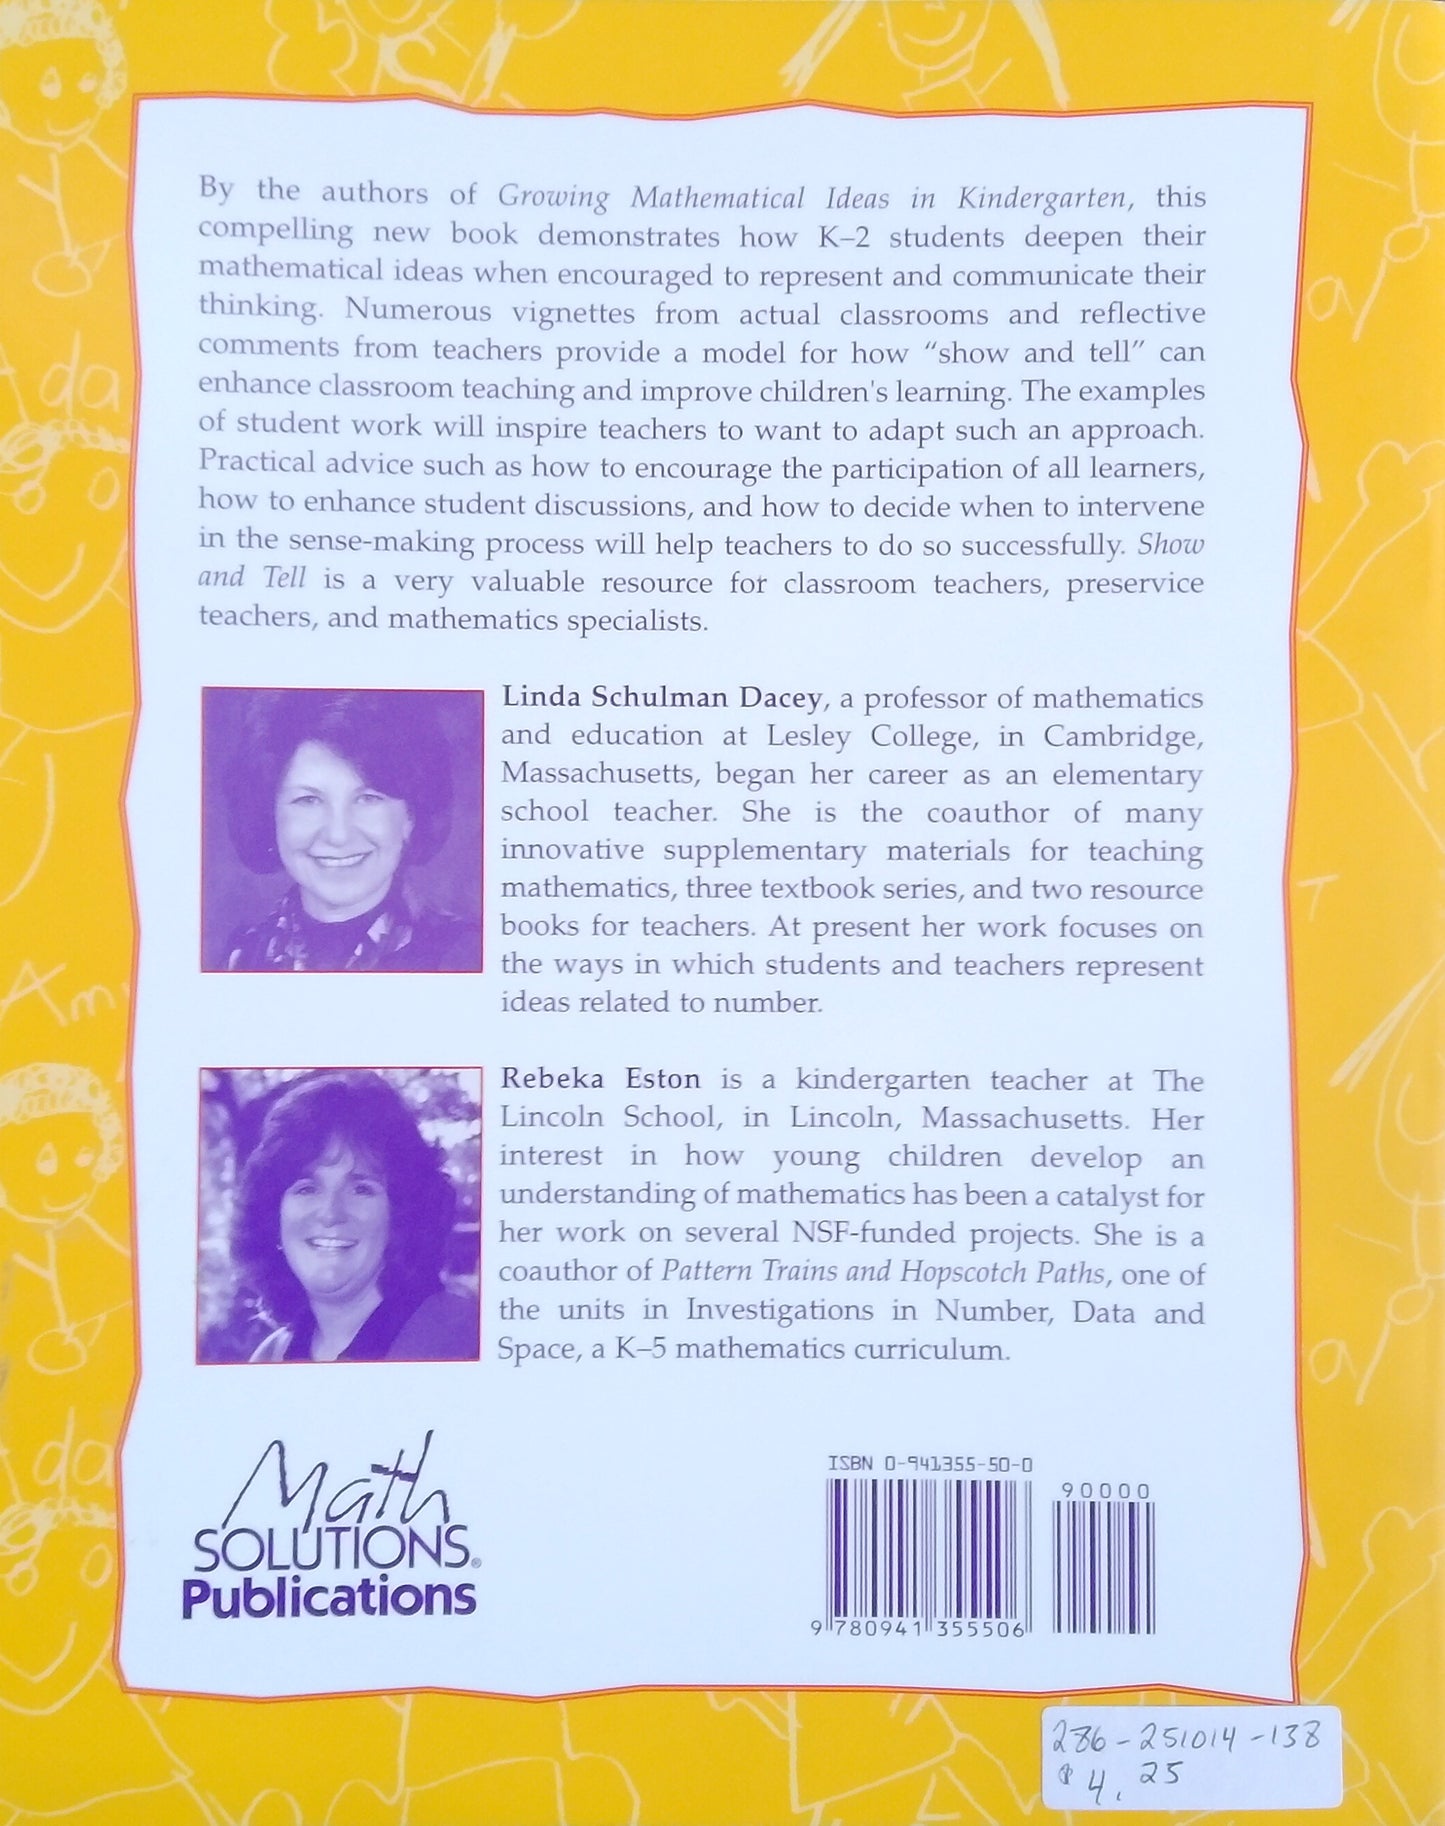 By the authors of Growing Mathematical Ideas in Kindergarten, this
compelling new book demonstrates how K–2 students deepen their
mathematical ideas when encouraged to represent and communicate their
thinking. Numerous vignettes from actual classrooms and reflective
comments from teachers provide a model for how “show and tell” can
enhance classroom teaching and improve children's learning. The examples
of student work will inspire teachers to want to adapt such an approach.
Practical advice such as how to encourage the participation of all learners,
how to enhance student discussions, and how to decide when to intervene
in the sense-making process will help teachers to do so successfully. Show
and Tell is a very valuable resource for classroom teachers, preservice
teachers, and mathematics specialists.
Linda Schulman Dacey, a professor of mathematics
and education at Lesley College, in Cambridge,
Massachusetts, began her career as an elementary
school teacher. She is the coauthor of many
innovative supplementary materials for teaching
mathematics, three textbook series, and two resource
books for teachers. At present her work focuses on
the ways in which students and teachers represent
ideas related to number.
Rebeka Eston is a kindergarten teacher at The
Lincoln School, in Lincoln, Massachusetts. Her
interest in how young children develop an
understanding of mathematics has been a catalyst for
her work on several NSF-funded projects. She is a
coauthor of Pattern Trains and Hopscotch Paths, one of
the units in Investigations in Number, Data and
Space, a K–5 mathematics curriculum.
Math
SOLUTIONS®
Publications
ISBN 0-941355-50-0
90000
9 780941 355506
da
Am
da
a
T
a
286-251014-138
$4.25